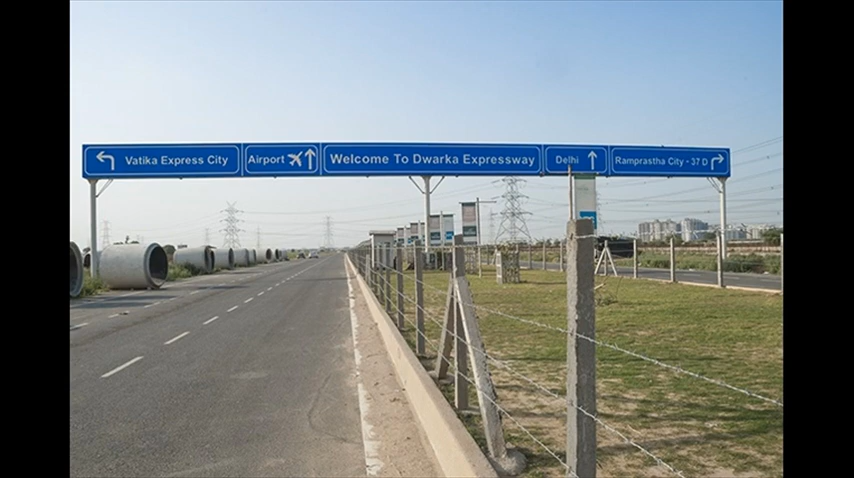 Vatika Express City
Airport
Welcome To Dwarka Expressway
Delhi
Ramprastha City - 37 D